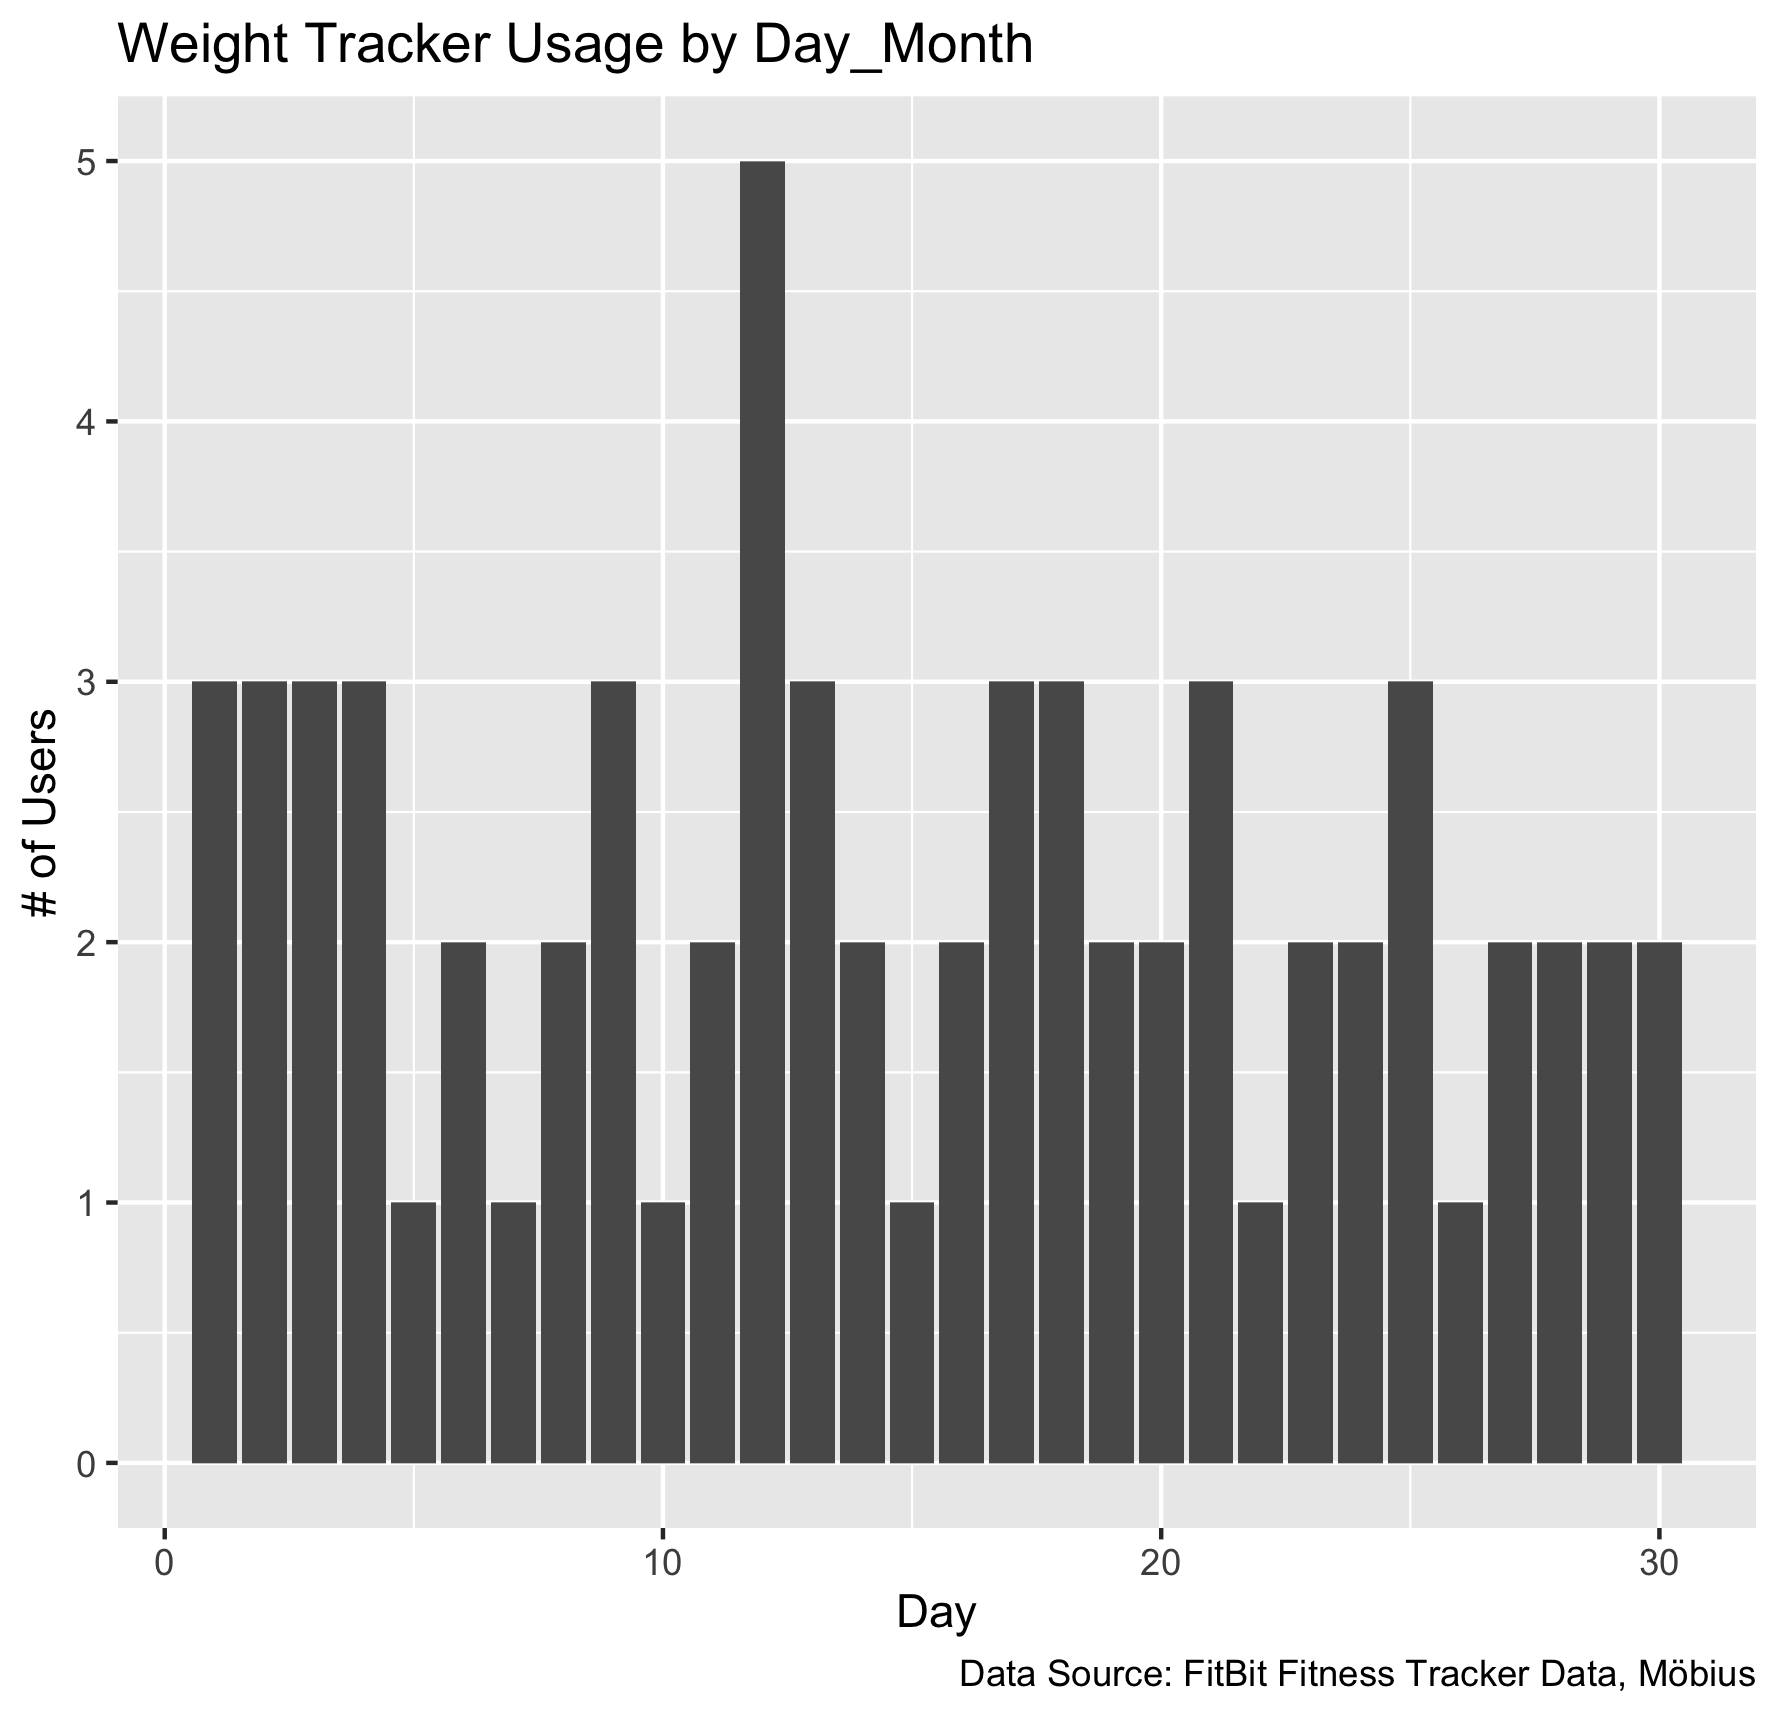 Weight Tracker Usage by Day_Month
5
4
3
2
1
0
# of Users
0 10 20 30
Day
Data Source: FitBit Fitness Tracker Data, Möbius